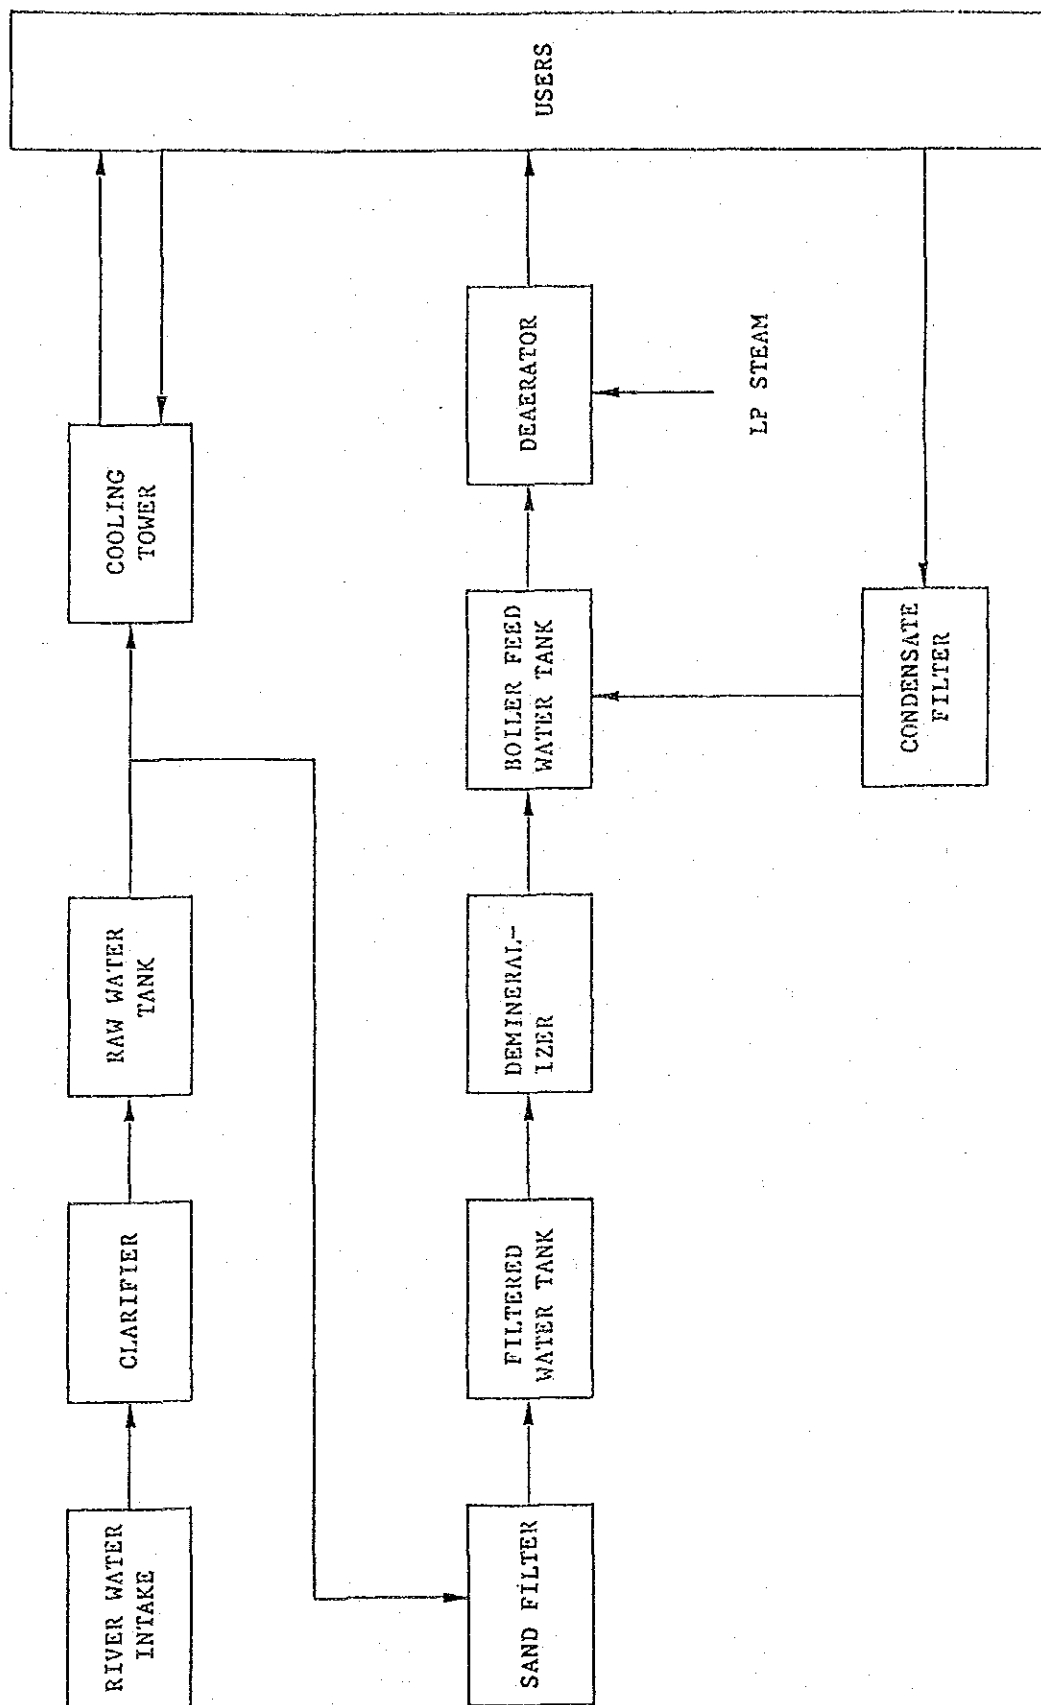 RIVER WATER
INTAKE
CLARIFIER
RAW WATER
TANK
COOLING
TOWER
USERS
SAND FILTER
FILTERED
WATER TANK
DEMINERAL-
IZER
BOILER FEED
WATER TANK
DEAERATOR
LP STEAM
CONDENSATE
FILTER